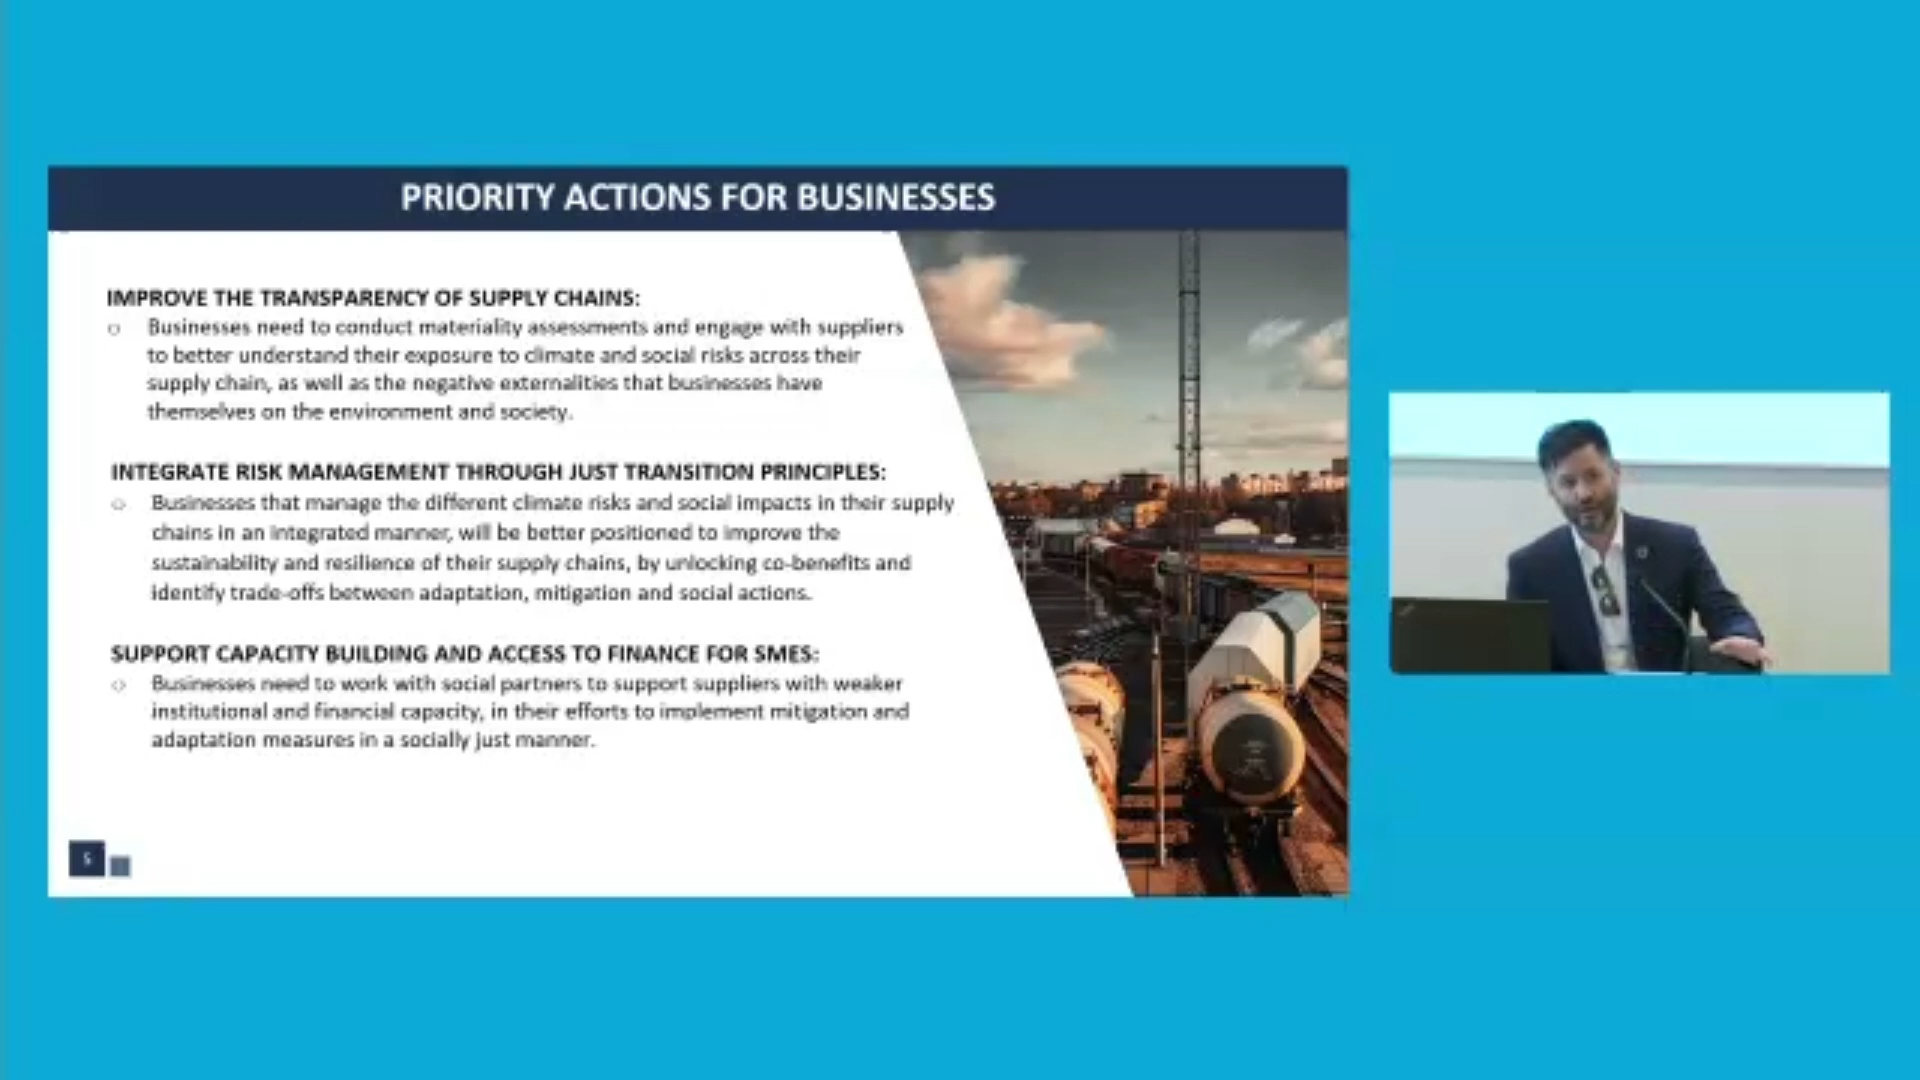 PRIORITY ACTIONS FOR BUSINESSES
IMPROVE THE TRANSPARENCY OF SUPPLY CHAINS:
Businesses need to conduct materiality assessments and engage with suppliers
to better understand their exposure to climate and social risks across their
supply chain, as well as the negative externalities that businesses have
themselves on the environment and society.
INTEGRATE RISK MANAGEMENT THROUGH JUST TRANSITION PRINCIPLES:
Businesses that manage the different climate risks and social impacts in their supply
chains in an integrated manner, will be better positioned to improve the
sustainability and resilience of their supply chains, by unlocking co-benefits and
identify trade-offs between adaptation, mitigation and social actions.
SUPPORT CAPACITY BUILDING AND ACCESS TO FINANCE FOR SMES:
Businesses need to work with social partners to support suppliers with weaker
institutional and financial capacity, in their efforts to implement mitigation and
adaptation measures in a socially just manner.
5